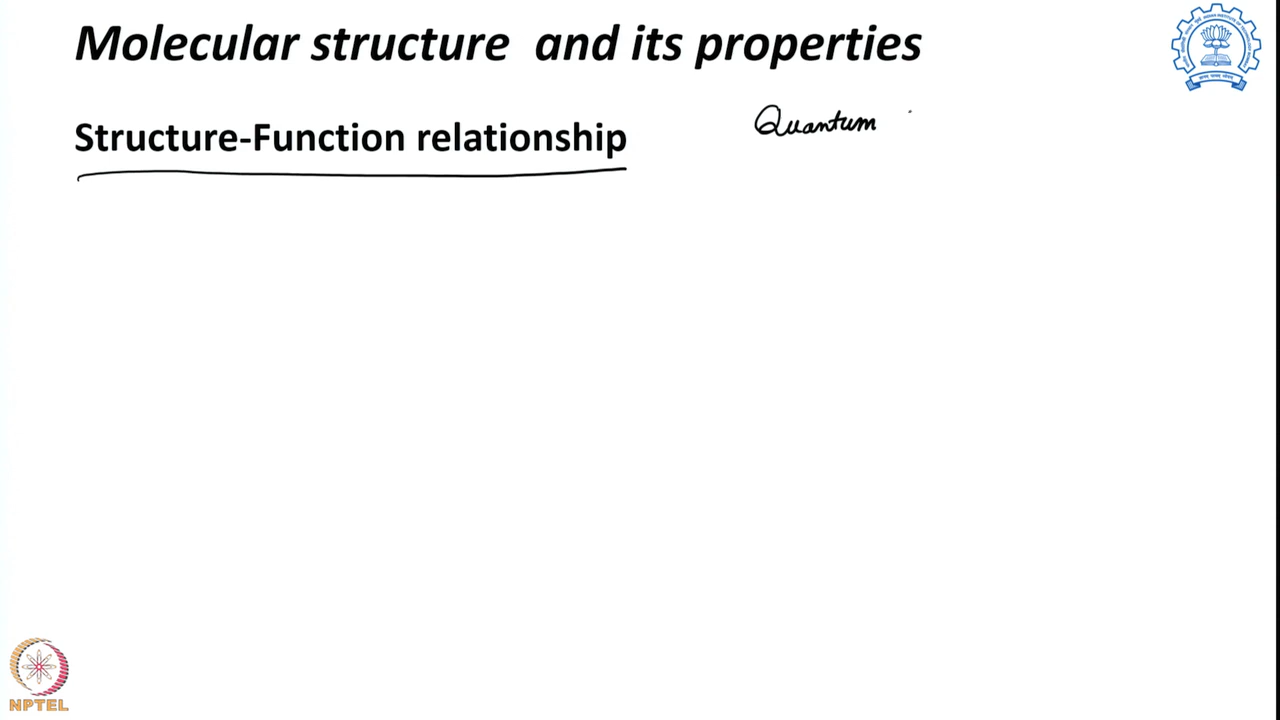 Molecular structure and its properties
Structure-Function relationship
Quantum
NPTEL